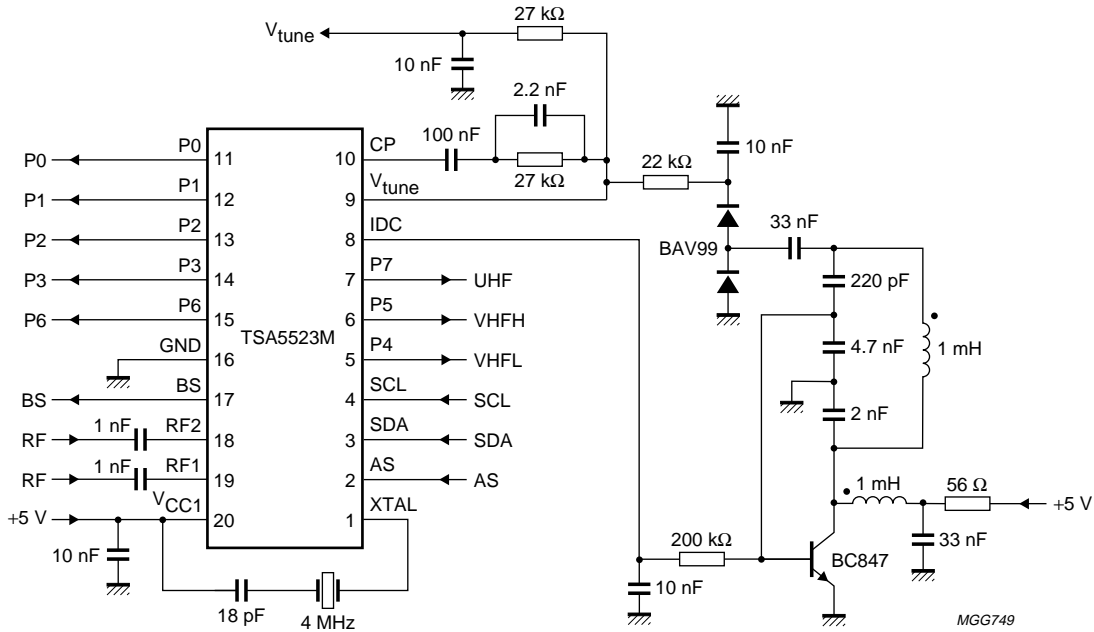 27 kΩ
Vtune
10 nF
2.2 nF
100 nF
27 kΩ
22 kΩ
10 nF
BAV99
33 nF
220 pF
4.7 nF
2 nF
1 mH
P0 P0 11 10 CP
P1 P1 12 9 Vtune
P2 P2 13 8 IDC
P3 P3 14 7 P7 UHF
P6 P6 15 6 P5 VHFH
TSA5523M
GND 16 5 P4 VHFL
BS BS 17 4 SCL SCL
RF 1 nF RF2 18 3 SDA SDA
RF 1 nF RF1 19 2 AS AS
+5 V VCC1 20 1 XTAL
10 nF
18 pF
4 MHz
1 mH
56 Ω
+5 V
33 nF
200 kΩ
10 nF
BC847
MGG749